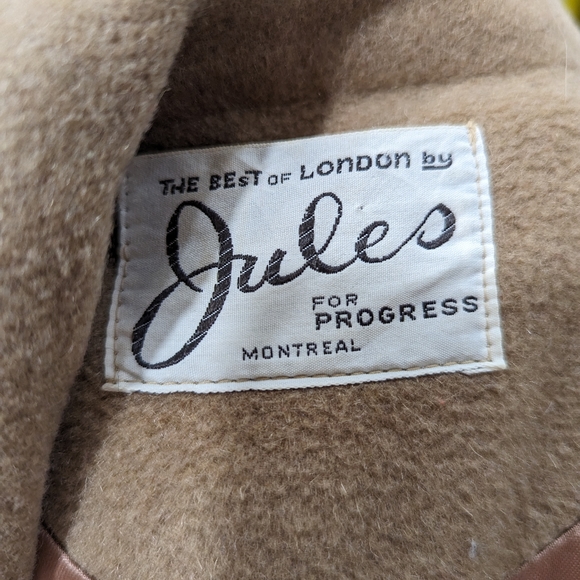 THE BEST OF LONDON by
Jules
FOR
PROGRESS
MONTREAL